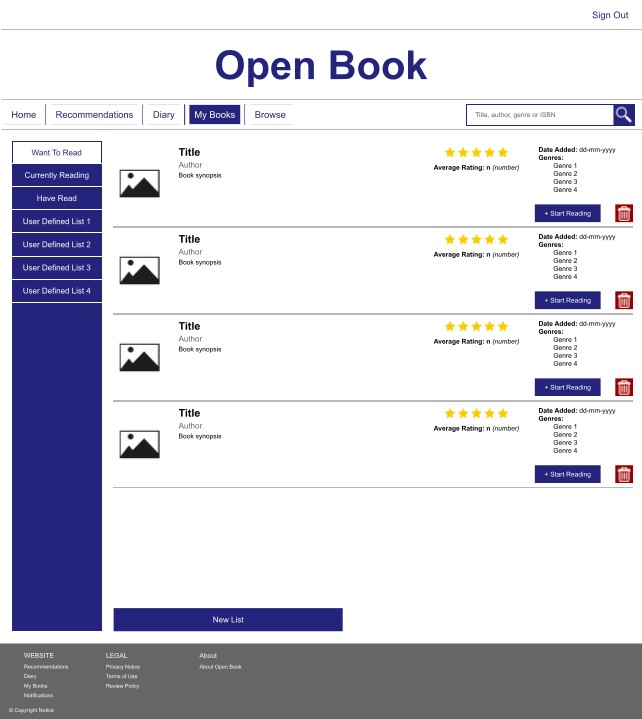 Sign Out
Open Book
Home
Recommendations
Diary
My Books
Browse
Title, author, genre or ISBN
Want To Read
Currently Reading
Have Read
User Defined List 1
User Defined List 2
User Defined List 3
User Defined List 4
Title
Author
Book synopsis
Average Rating: n (number)
Date Added: dd-mm-yyyy
Genres:
Genre 1
Genre 2
Genre 3
Genre 4
+ Start Reading
Title
Author
Book synopsis
Average Rating: n (number)
Date Added: dd-mm-yyyy
Genres:
Genre 1
Genre 2
Genre 3
Genre 4
+ Start Reading
Title
Author
Book synopsis
Average Rating: n (number)
Date Added: dd-mm-yyyy
Genres:
Genre 1
Genre 2
Genre 3
Genre 4
+ Start Reading
Title
Author
Book synopsis
Average Rating: n (number)
Date Added: dd-mm-yyyy
Genres:
Genre 1
Genre 2
Genre 3
Genre 4
+ Start Reading
New List
WEBSITE
Recommendations
Diary
My Books
Notifications
LEGAL
Privacy Notice
Terms of Use
Review Policy
About
About Open Book
© Copyright Notice